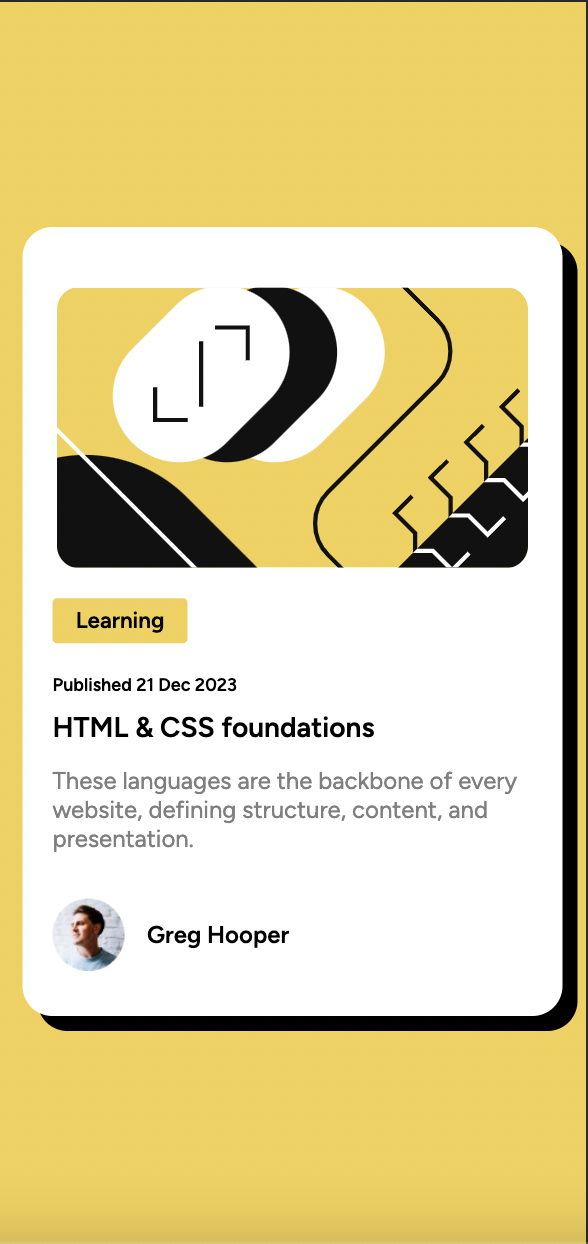 Learning
Published 21 Dec 2023
HTML & CSS foundations
These languages are the backbone of every
website, defining structure, content, and
presentation.
Greg Hooper